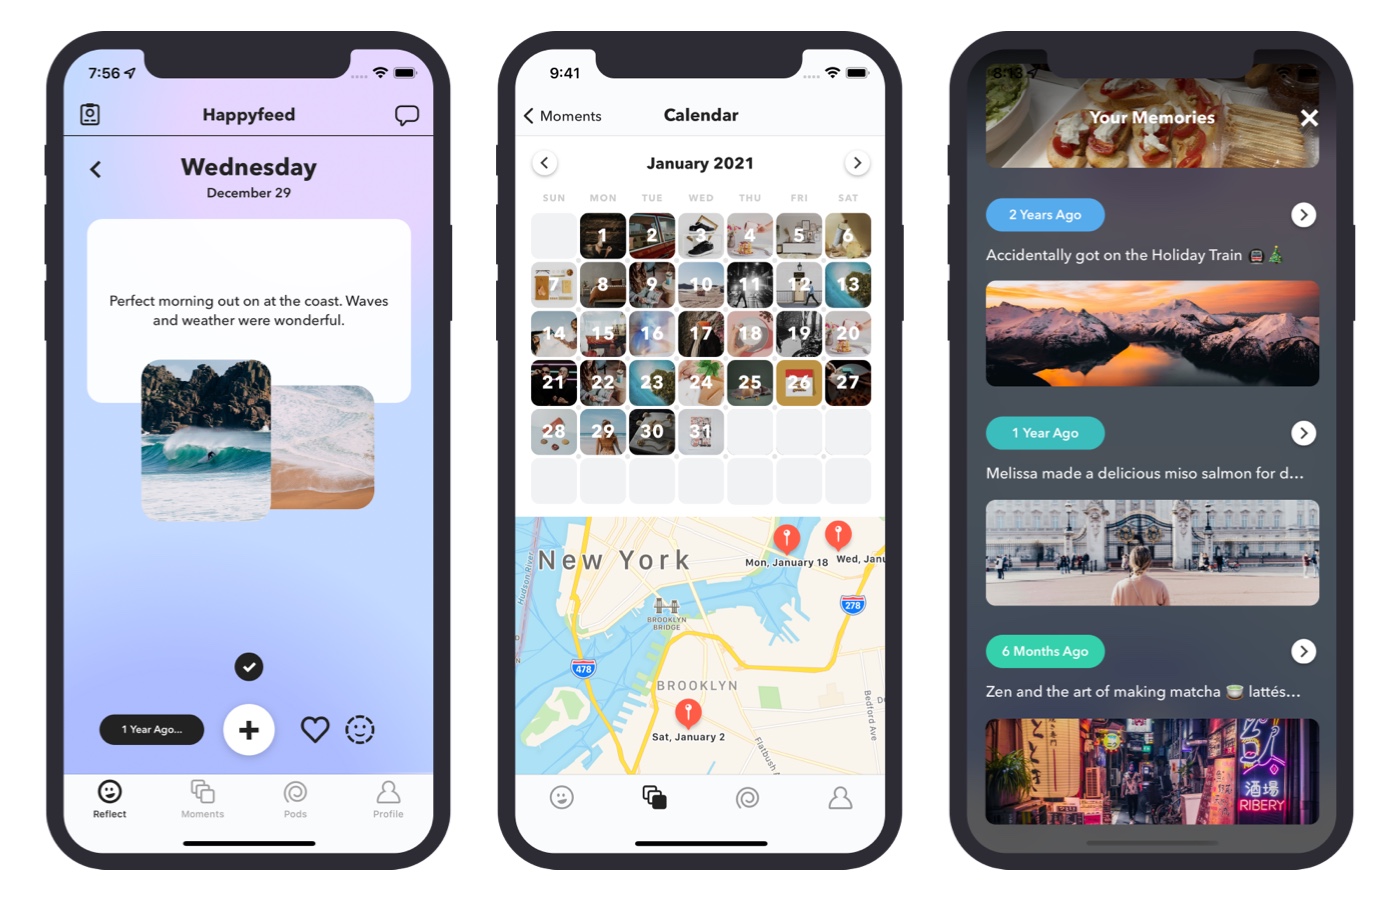 7:56
Happyfeed
Wednesday
December 29
Perfect morning out on at the coast. Waves
and weather were wonderful.
1 Year Ago...
Reflect
Moments
Pods
Profile
9:41
Moments
Calendar
January 2021
SUN MON TUE WED THU FRI SAT
1 2 3 4 5 6
7 8 9 10 11 12 13
14 15 16 17 18 19 20
21 22 23 24 25 26 27
28 29 30 31
New York
Hudson River
Mon, January 18
Wed, Janu
BROOKLYN
BRIDGE
278
478
BROOKLYN
Sat, January 2
Flatbush A
Bedford Ave
8:13
Your Memories
2 Years Ago
Accidentally got on the Holiday Train 🚋🎄
1 Year Ago
Melissa made a delicious miso salmon for d...
6 Months Ago
Zen and the art of making matcha 🍵 lattés...
酒場
RIBERY